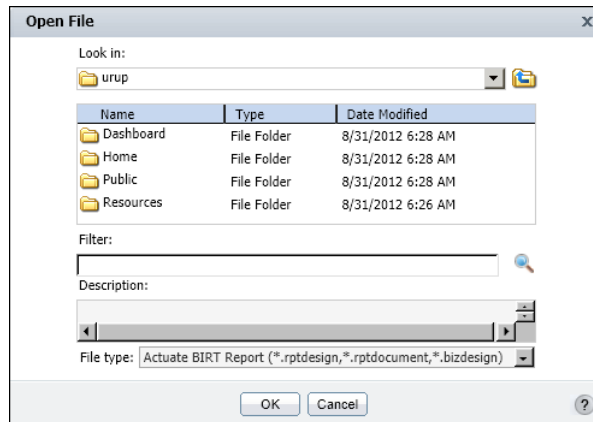 Open File x
Look in:
urup
Name Type Date Modified
Dashboard File Folder 8/31/2012 6:28 AM
Home File Folder 8/31/2012 6:28 AM
Public File Folder 8/31/2012 6:28 AM
Resources File Folder 8/31/2012 6:26 AM
Filter:
Description:
File type: Actuate BIRT Report (*.rptdesign,*.rptdocument,*.bizdesign)
OK Cancel ?